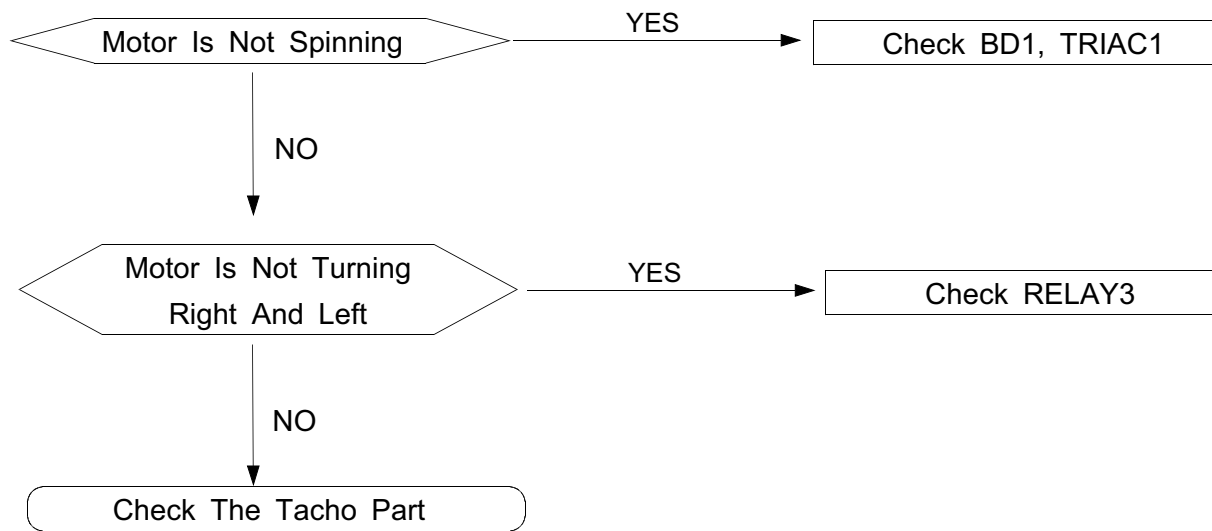 Motor Is Not Spinning
YES
Check BD1, TRIAC1
NO
Motor Is Not Turning
Right And Left
YES
Check RELAY3
NO
Check The Tacho Part